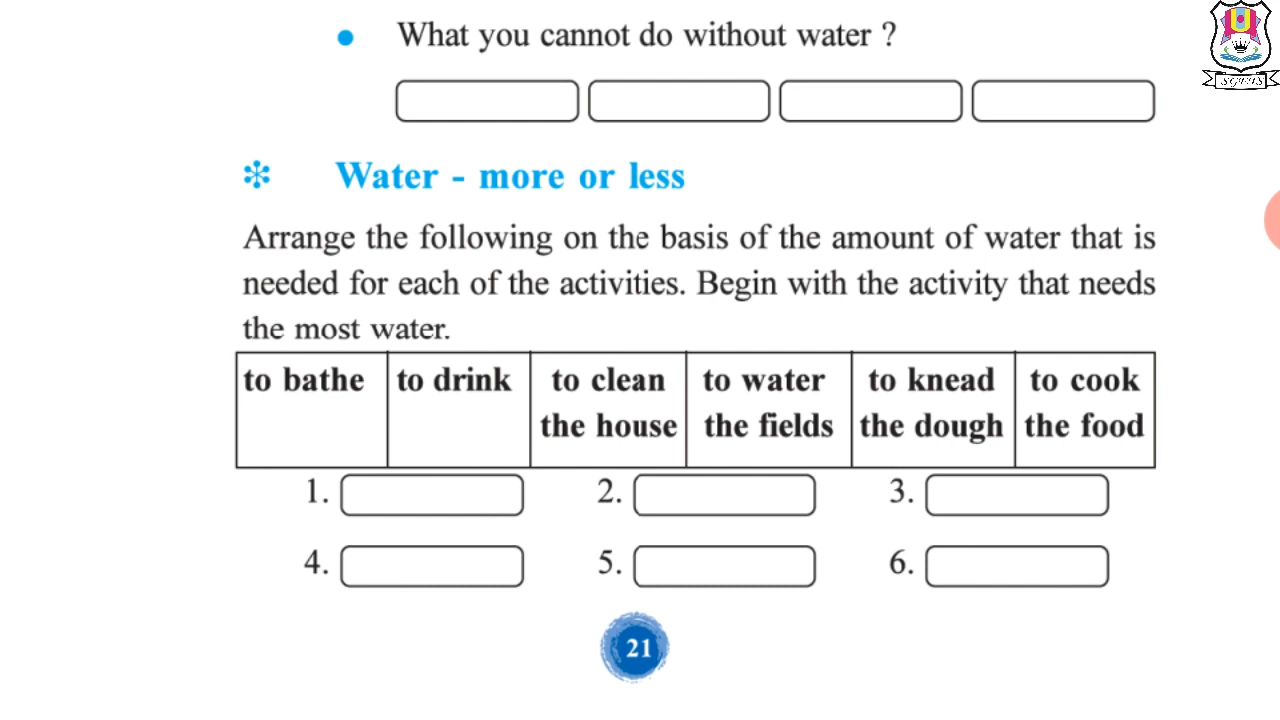 What you cannot do without water ?
Water - more or less
Arrange the following on the basis of the amount of water that is
needed for each of the activities. Begin with the activity that needs
the most water.
to bathe to drink to clean to water to knead to cook
the house the fields the dough the food
1. 2. 3.
4. 5. 6.
21